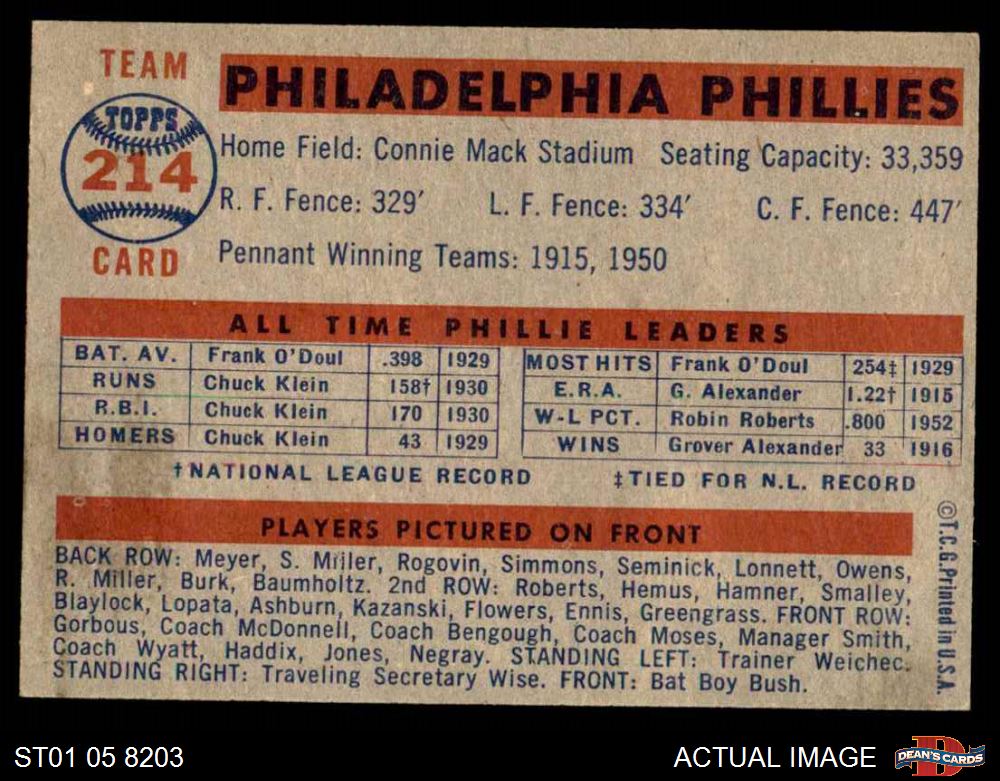 TEAM
TOPPS
214
CARD
PHILADELPHIA PHILLIES
Home Field: Connie Mack Stadium Seating Capacity: 33,359
R. F. Fence: 329′ L. F. Fence: 334′ C. F. Fence: 447′
Pennant Winning Teams: 1915, 1950
ALL TIME PHILLIE LEADERS
BAT. AV. Frank O'Doul .398 1929 MOST HITS Frank O'Doul 254‡ 1929
RUNS Chuck Klein 158† 1930 E.R.A. G. Alexander 1.22† 1915
R.B.I. Chuck Klein 170 1930 W-L PCT. Robin Roberts .800 1952
HOMERS Chuck Klein 43 1929 WINS Grover Alexander 33 1916
†NATIONAL LEAGUE RECORD ‡TIED FOR N.L. RECORD
PLAYERS PICTURED ON FRONT
BACK ROW: Meyer, S. Miller, Rogovin, Simmons, Seminick, Lonnett, Owens,
R. Miller, Burk, Baumholtz. 2nd ROW: Roberts, Hemus, Hamner, Smalley,
Blaylock, Lopata, Ashburn, Kazanski, Flowers, Ennis, Greengrass. FRONT ROW:
Gorbous, Coach McDonnell, Coach Bengough, Coach Moses, Manager Smith,
Coach Wyatt, Haddix, Jones, Negray. STANDING LEFT: Trainer Weichec.
STANDING RIGHT: Traveling Secretary Wise. FRONT: Bat Boy Bush.
©T.C.G. Printed in U.S.A.
ST01 05 8203
ACTUAL IMAGE
D
DEAN'S CARDS